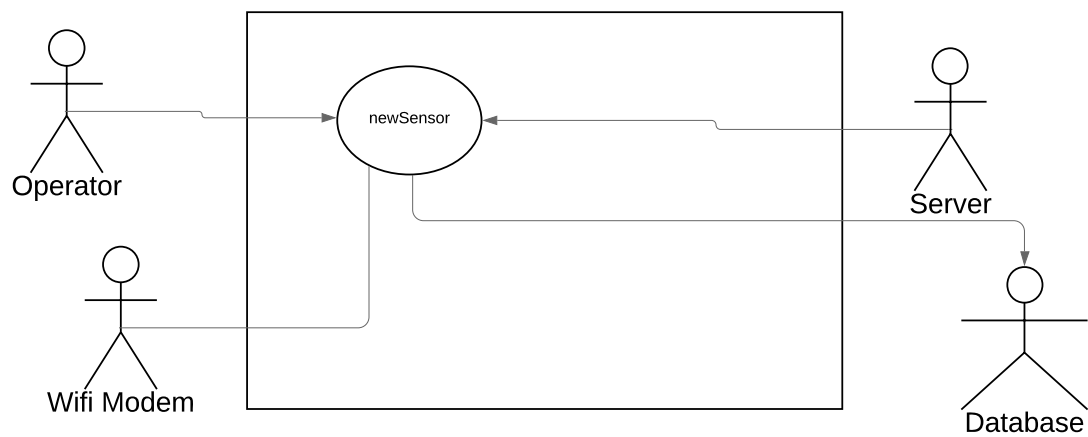 newSensor
Operator
Server
Wifi Modem
Database